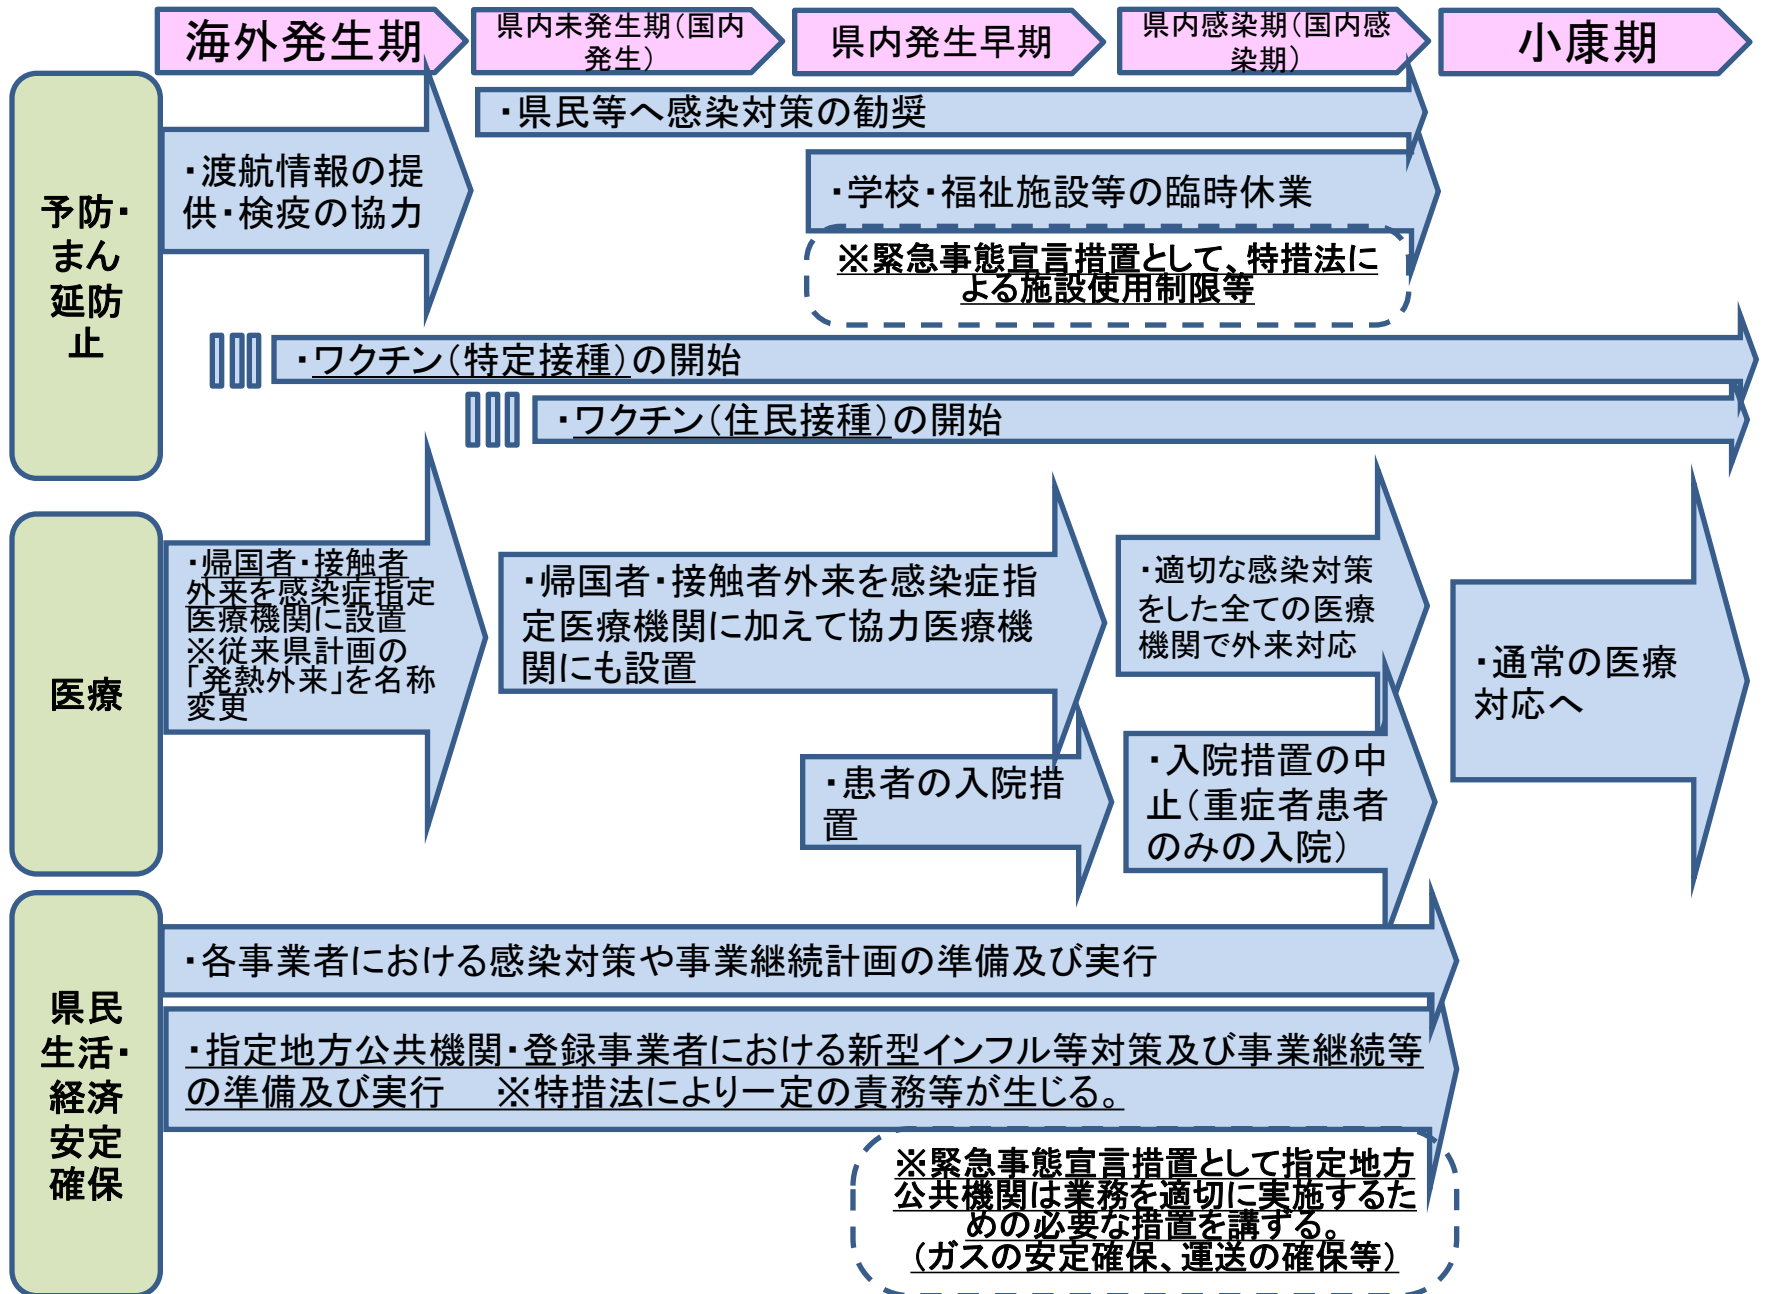 海外発生期
県内未発生期(国内
発生)
県内発生早期
県内感染期(国内感
染期)
小康期
予防・
まん
延防
止
・渡航情報の提
供・検疫の協力
・県民等へ感染対策の勧奨
・学校・福祉施設等の臨時休業
※緊急事態宣言措置として、特措法に
よる施設使用制限等
・ワクチン(特定接種)の開始
・ワクチン(住民接種)の開始
医療
・帰国者・接触者
外来を感染症指定
医療機関に設置
※従来県計画の
「発熱外来」を名称
変更
・帰国者・接触者外来を感染症指
定医療機関に加えて協力医療機
関にも設置
・患者の入院措
置
・適切な感染対策
をした全ての医療
機関で外来対応
・入院措置の中
止(重症者患者
のみの入院)
・通常の医療
対応へ
県民
生活・
経済
安定
確保
・各事業者における感染対策や事業継続計画の準備及び実行
・指定地方公共機関・登録事業者における新型インフル等対策及び事業継続等
の準備及び実行　※特措法により一定の責務等が生じる。
※緊急事態宣言措置として指定地方
公共機関は業務を適切に実施するた
めの必要な措置を講ずる。
(ガスの安定確保、運送の確保等)